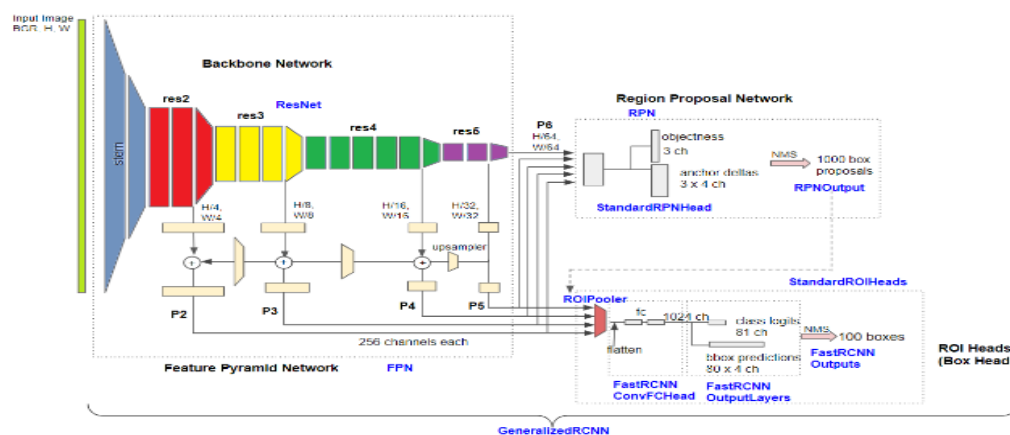 Input Image
BGR, H, W
Backbone Network
ResNet
stem
res2
res3
res4
res5
P6
H/64,
W/64
H/4,
W/4
H/8,
W/8
H/16,
W/16
H/32,
W/32
upsampler
P2
P3
P4
P5
256 channels each
Feature Pyramid Network
FPN
Region Proposal Network
RPN
objectness
3 ch
anchor deltas
3 x 4 ch
StandardRPNHead
NMS
1000 box
proposals
RPNOutput
StandardROIHeads
ROIPooler
fc
1024 ch
flatten
class logits
81 ch
bbox predictions
80 x 4 ch
NMS
100 boxes
FastRCNN
Outputs
FastRCNN
ConvFCHead
FastRCNN
OutputLayers
ROI Heads
(Box Head
GeneralizedRCNN